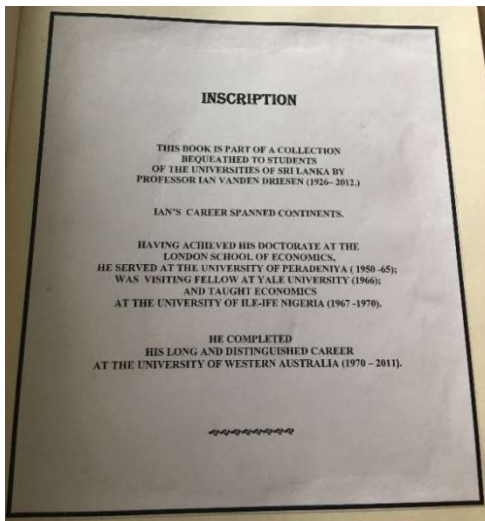 INSCRIPTION
THIS BOOK IS PART OF A COLLECTION
BEQUEATHED TO STUDENTS
OF THE UNIVERSITIES OF SRI LANKA BY
PROFESSOR IAN VANDEN DRIESEN (1926– 2012.)
IAN'S CAREER SPANNED CONTINENTS.
HAVING ACHIEVED HIS DOCTORATE AT THE
LONDON SCHOOL OF ECONOMICS,
HE SERVED AT THE UNIVERSITY OF PERADENIYA ( 1950 -65);
WAS VISITING FELLOW AT YALE UNIVERSITY (1966);
AND TAUGHT ECONOMICS
AT THE UNIVERSITY OF ILE-IFE NIGERIA (1967 -1970).
HE COMPLETED
HIS LONG AND DISTINGUISHED CAREER
AT THE UNIVERSITY OF WESTERN AUSTRALIA (1970 – 2011).